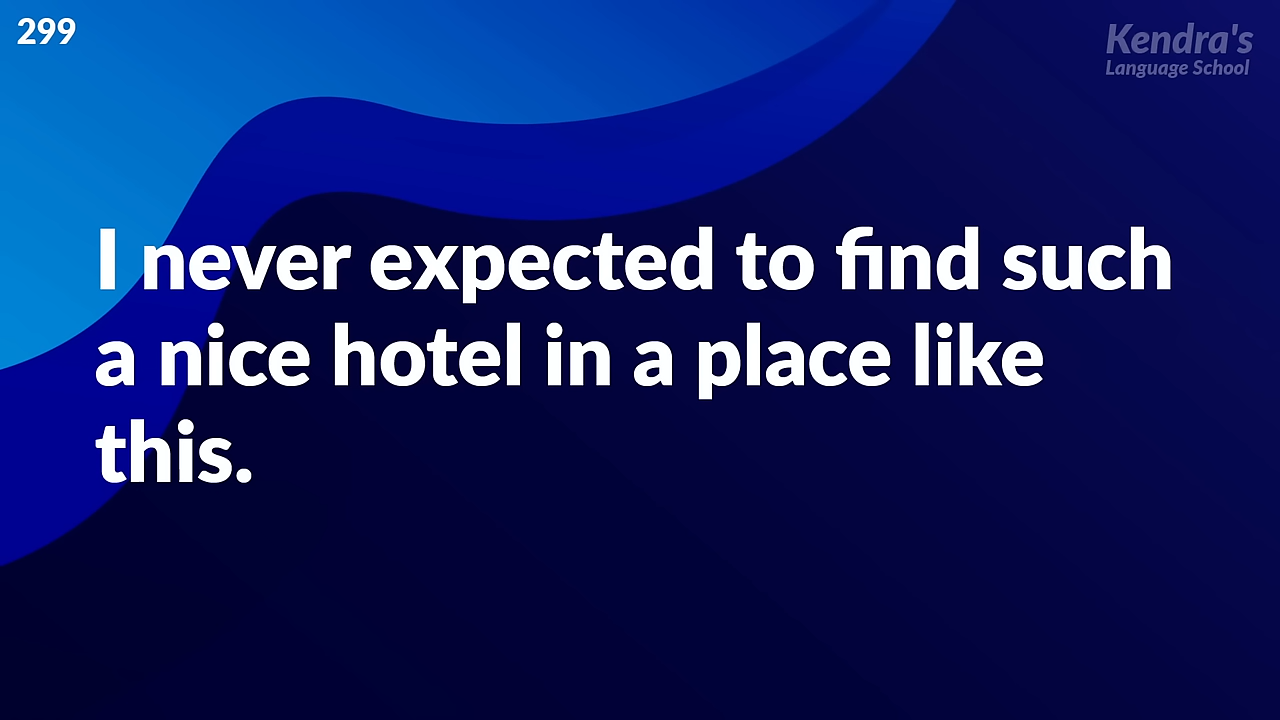 299
Kendra's
Language School
I never expected to find such
a nice hotel in a place like
this.